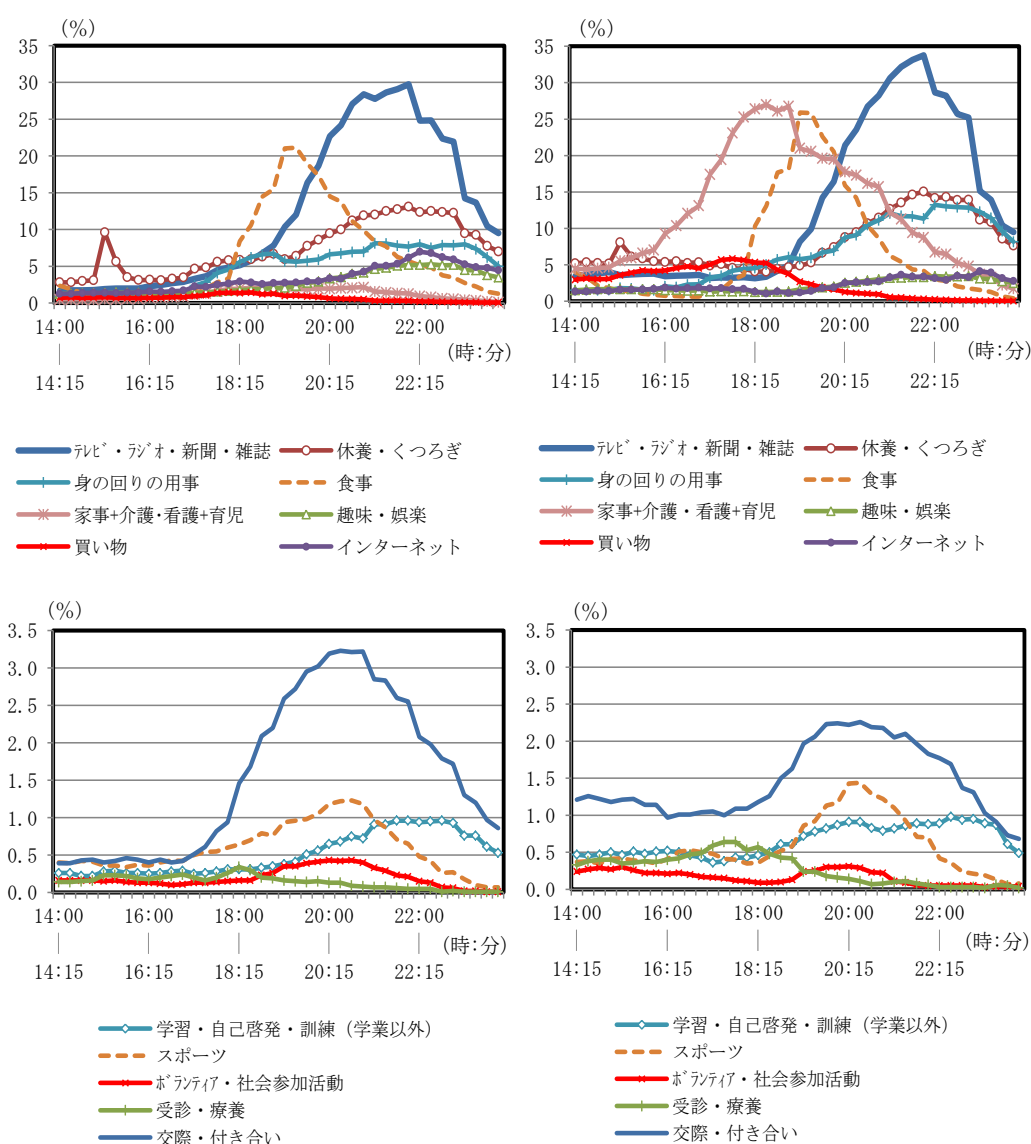 (%)
35
30
25
20
15
10
5
0
14:00 16:00 18:00 20:00 22:00
(時:分)
14:15 16:15 18:15 20:15 22:15
テレビ・ラジオ・新聞・雑誌 休養・くつろぎ
身の回りの用事 食事
家事+介護・看護+育児 趣味・娯楽
買い物 インターネット
(%)
35
30
25
20
15
10
5
0
14:00 16:00 18:00 20:00 22:00
(時:分)
14:15 16:15 18:15 20:15 22:15
テレビ・ラジオ・新聞・雑誌 休養・くつろぎ
身の回りの用事 食事
家事+介護・看護+育児 趣味・娯楽
買い物 インターネット
(%)
3.5
3.0
2.5
2.0
1.5
1.0
0.5
0.0
14:00 16:00 18:00 20:00 22:00
(時:分)
14:15 16:15 18:15 20:15 22:15
学習・自己啓発・訓練（学業以外）
スポーツ
ボランティア・社会参加活動
受診・療養
交際・付き合い
(%)
3.5
3.0
2.5
2.0
1.5
1.0
0.5
0.0
14:00 16:00 18:00 20:00 22:00
(時:分)
14:15 16:15 18:15 20:15 22:15
学習・自己啓発・訓練（学業以外）
スポーツ
ボランティア・社会参加活動
受診・療養
交際・付き合い